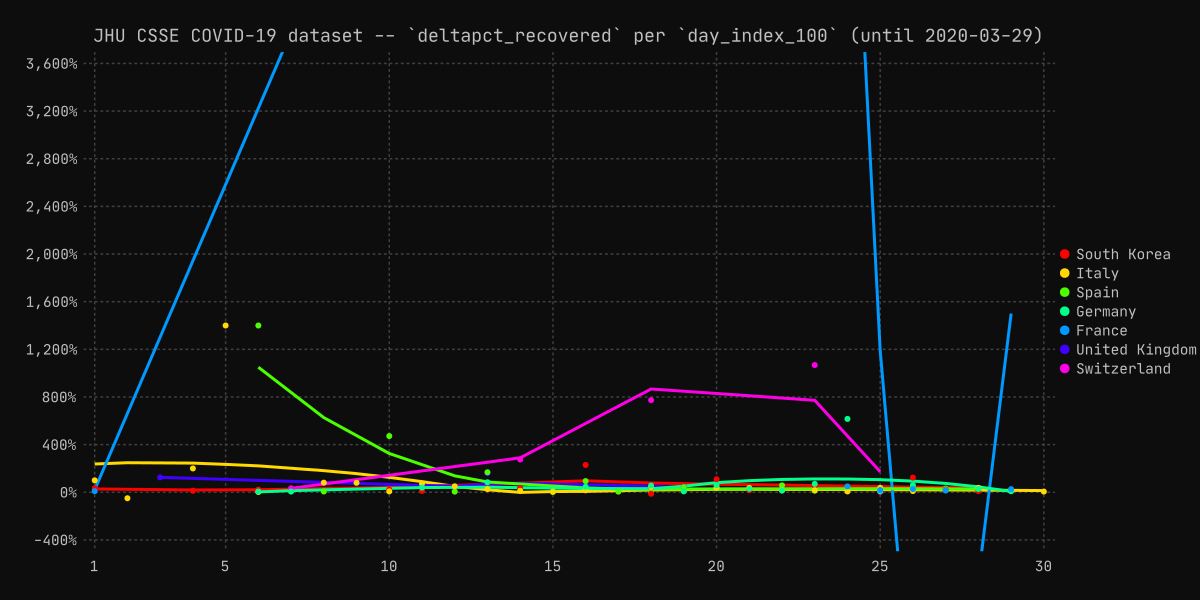 JHU CSSE COVID-19 dataset -- `deltapct_recovered` per `day_index_100` (until 2020-03-29)
3,600%
3,200%
2,800%
2,400%
2,000%
1,600%
1,200%
800%
400%
0%
-400%
1 5 10 15 20 25 30
South Korea
Italy
Spain
Germany
France
United Kingdom
Switzerland